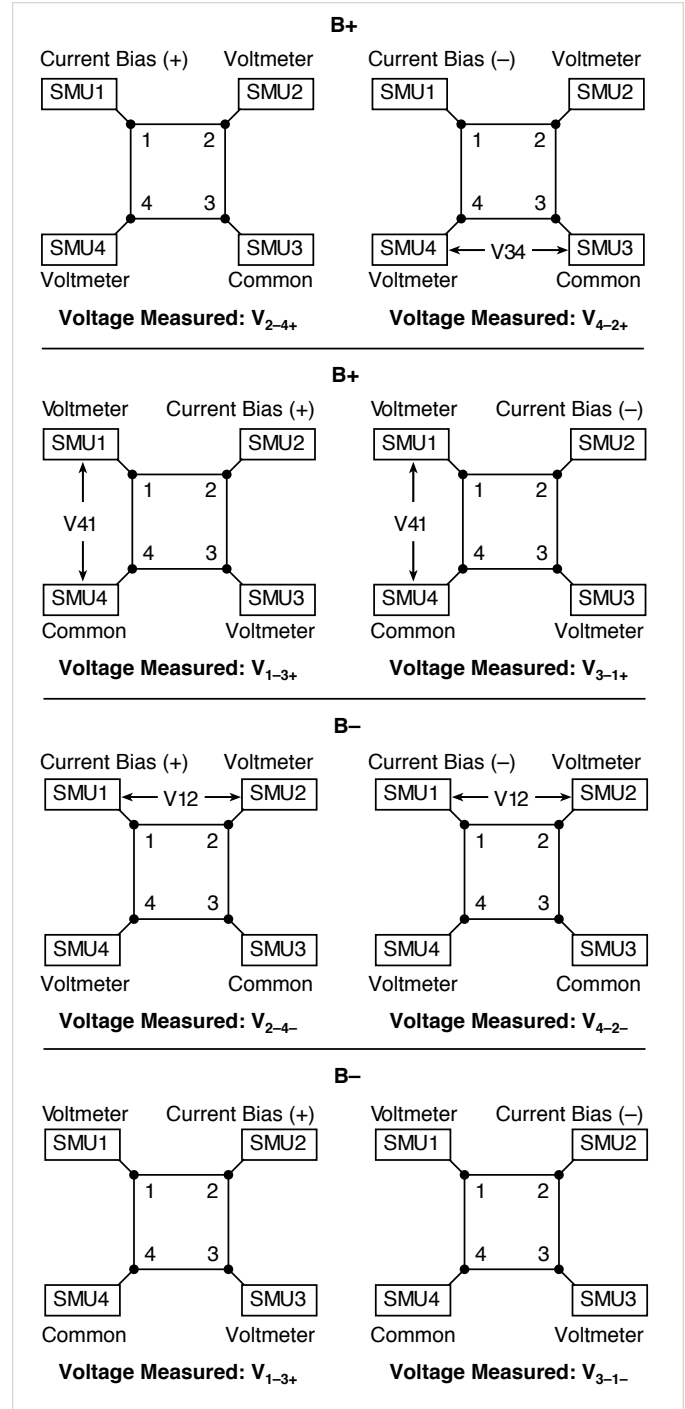 B+
Current Bias (+) Voltmeter Current Bias (–) Voltmeter
SMU1 SMU2 SMU1 SMU2
1 2 1 2
4 3 4 3
SMU4 SMU3 SMU4 V34 SMU3
Voltmeter Common Voltmeter Common
Voltage Measured: V2–4+ Voltage Measured: V4–2+
B+
Voltmeter Current Bias (+) Voltmeter Current Bias (–)
SMU1 SMU2 SMU1 SMU2
1 2 1 2
V41 V41
4 3 4 3
SMU4 SMU3 SMU4 SMU3
Common Voltmeter Common Voltmeter
Voltage Measured: V1–3+ Voltage Measured: V3–1+
B–
Current Bias (+) Voltmeter Current Bias (–) Voltmeter
SMU1 V12 SMU2 SMU1 V12 SMU2
1 2 1 2
4 3 4 3
SMU4 SMU3 SMU4 SMU3
Voltmeter Common Voltmeter Common
Voltage Measured: V2–4– Voltage Measured: V4–2–
B–
Voltmeter Current Bias (+) Voltmeter Current Bias (–)
SMU1 SMU2 SMU1 SMU2
1 2 1 2
4 3 4 3
SMU4 SMU3 SMU4 SMU3
Common Voltmeter Common Voltmeter
Voltage Measured: V1–3+ Voltage Measured: V3–1–